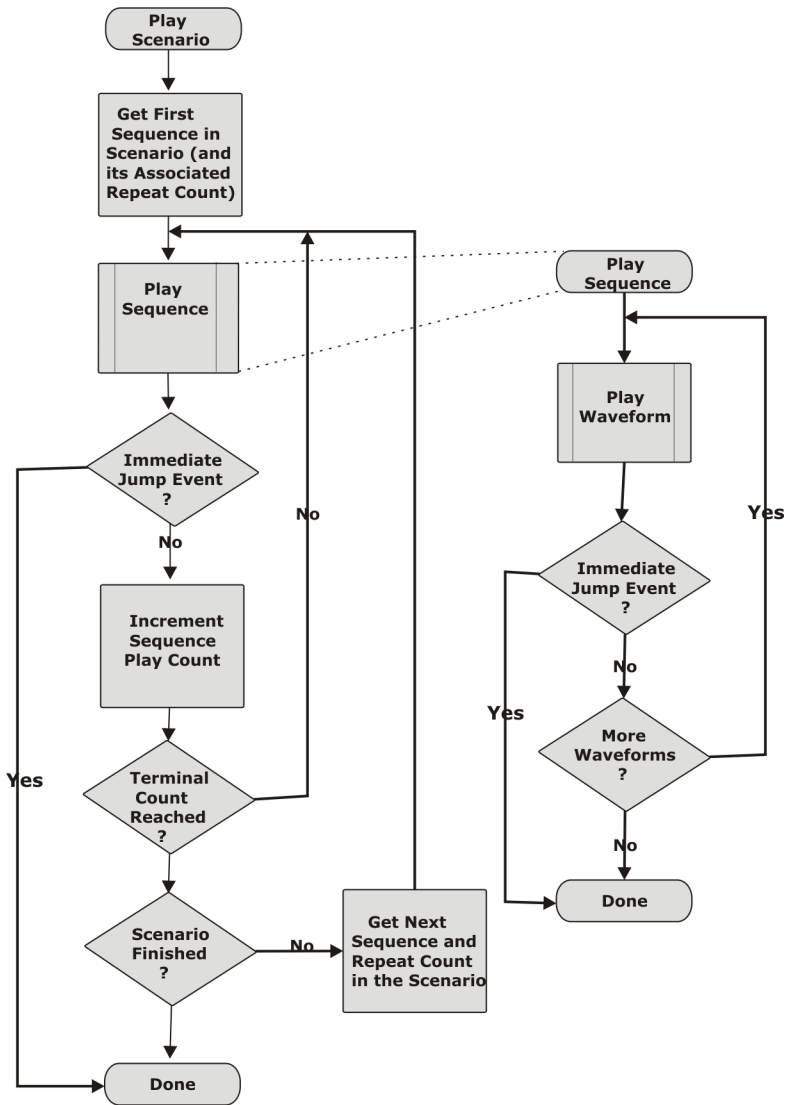 Play
Scenario
Get First
Sequence in
Scenario (and
its Associated
Repeat Count)
Play
Sequence
Immediate
Jump Event
?
No
Increment
Sequence
Play Count
Terminal
Count
Reached
?
No
Yes
Scenario
Finished
?
No
Get Next
Sequence and
Repeat Count
in the Scenario
Done
Play
Sequence
Play
Waveform
Immediate
Jump Event
?
No
Yes
More
Waveforms
?
Yes
No
Done